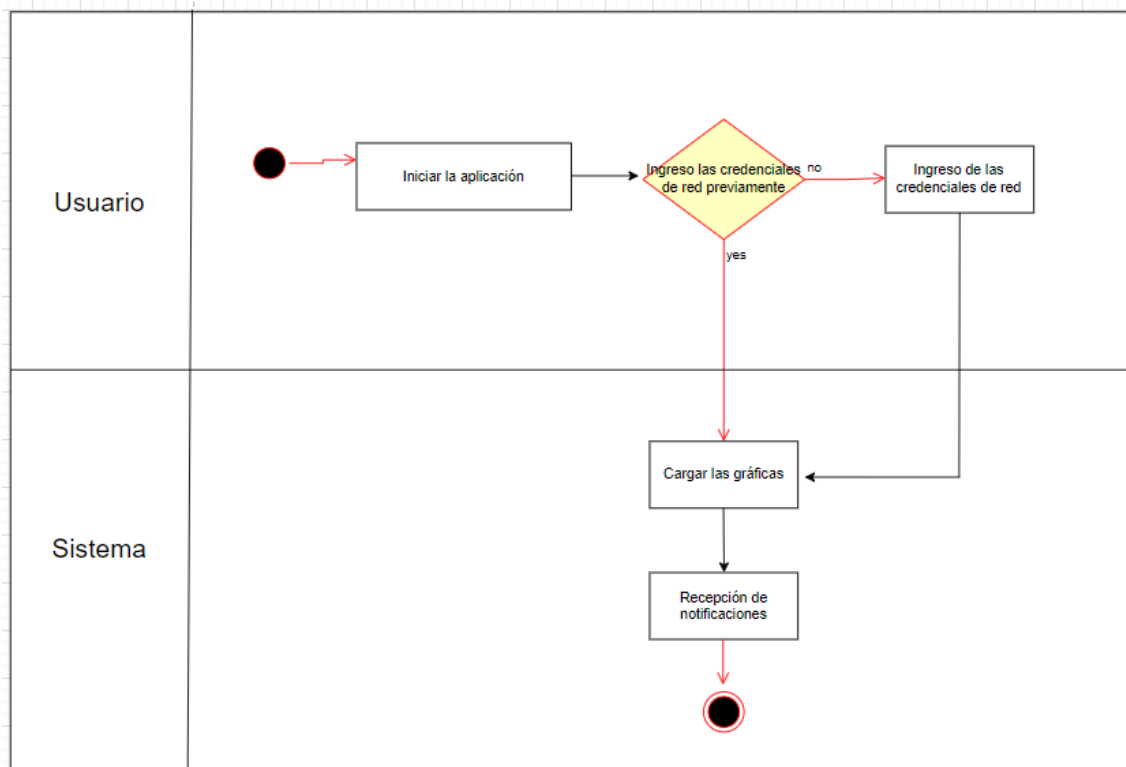 Usuario
Iniciar la aplicación
Ingreso las credenciales
de red previamente
no
Ingreso de las
credenciales de red
yes
Sistema
Cargar las gráficas
Recepción de
notificaciones